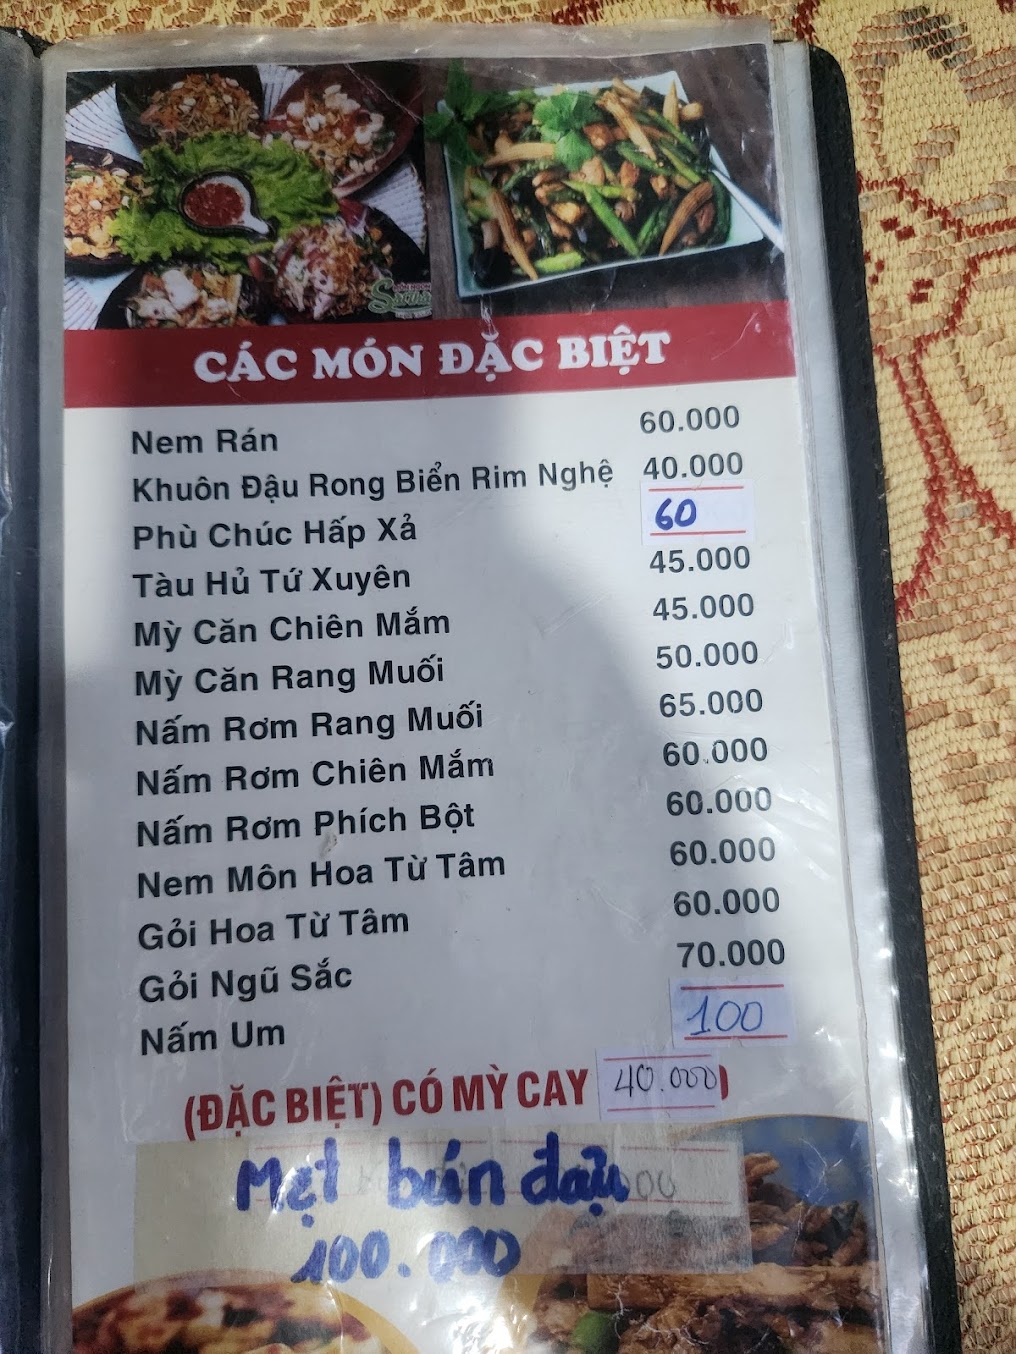 CÁC MÓN ĐẶC BIỆT
Nem Rán 60.000
Khuôn Đậu Rong Biển Rim Nghệ 40.000
Phù Chúc Hấp Xả 60
Tàu Hủ Tứ Xuyên 45.000
Mỳ Căn Chiên Mắm 45.000
Mỳ Căn Rang Muối 50.000
Nấm Rơm Rang Muối 65.000
Nấm Rơm Chiên Mắm 60.000
Nấm Rơm Phích Bột 60.000
Nem Môn Hoa Từ Tâm 60.000
Gỏi Hoa Từ Tâm 60.000
Gỏi Ngũ Sắc 70.000
Nấm Um 100
(ĐẶC BIỆT) CÓ MỲ CAY 40.000)
Mẹt bún đậu
100.000